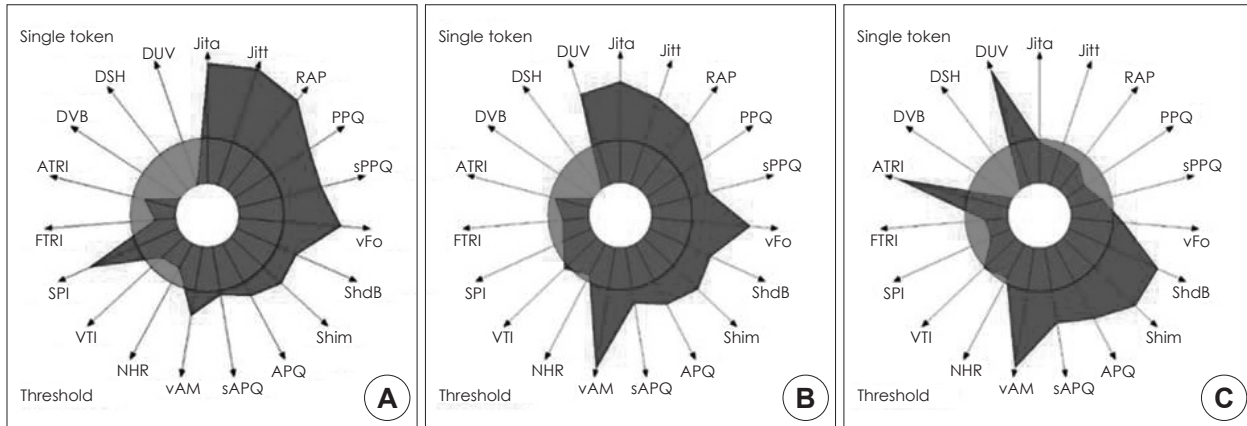 Single token
DUV
Jita
Jitt
DSH
RAP
DVB
PPQ
ATRI
sPPQ
FTRI
vFo
SPI
ShdB
VTI
Shim
NHR
APQ
vAM
sAPQ
Threshold
A
Single token
DUV
Jita
Jitt
DSH
RAP
DVB
PPQ
ATRI
sPPQ
FTRI
vFo
SPI
ShdB
VTI
Shim
NHR
APQ
vAM
sAPQ
Threshold
B
Single token
DUV
Jita
Jitt
DSH
RAP
DVB
PPQ
ATRI
sPPQ
FTRI
vFo
SPI
ShdB
VTI
Shim
NHR
APQ
vAM
sAPQ
Threshold
C